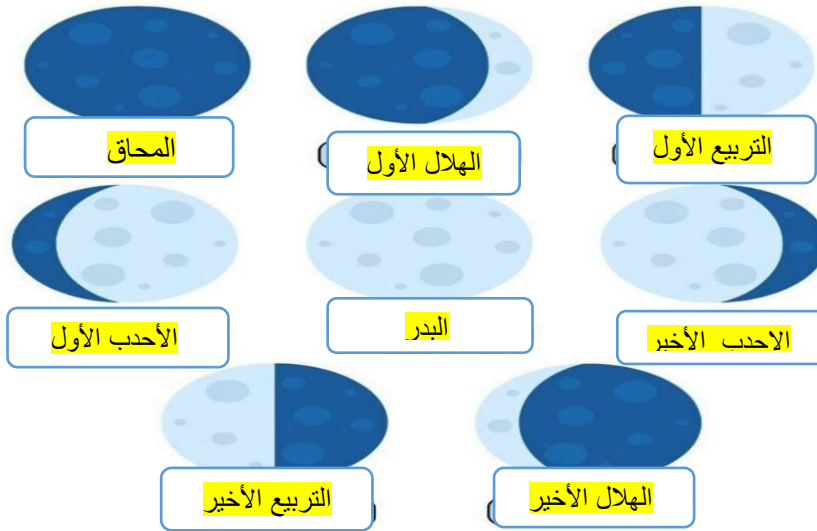 المحاق
الهلال الأول
التربيع الأول
الأحدب الأول
البدر
الاحدب الأخير
التربيع الأخير
الهلال الأخير